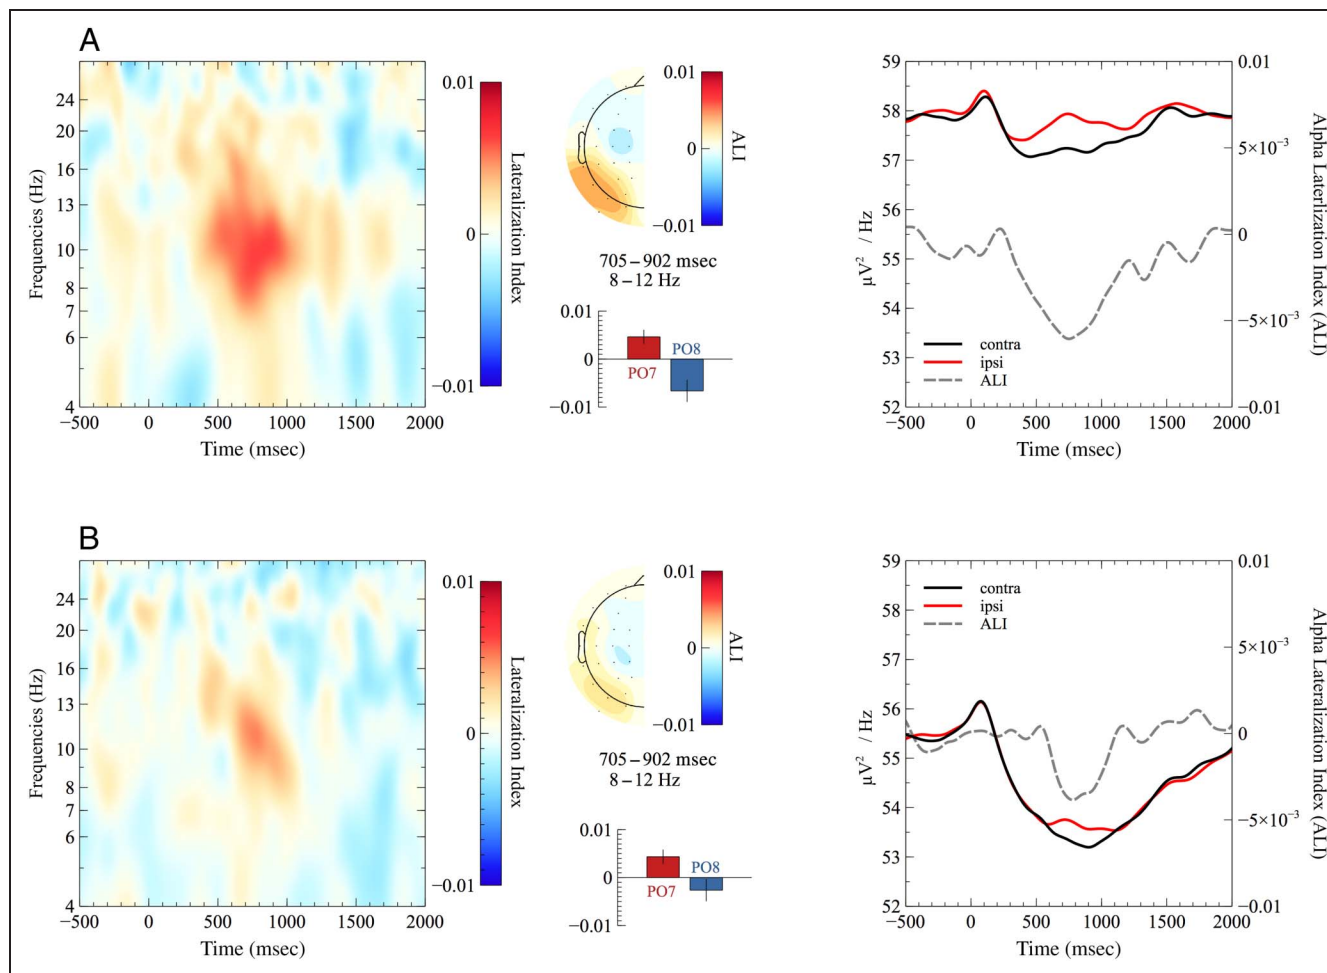 A
Frequencies (Hz)
24
20
16
13
10
8
7
6
4
−500 0 500 1000 1500 2000
Time (msec)
0.01
0
−0.01
Lateralization Index
0.01
0
−0.01
ALI
705–902 msec
8–12 Hz
0.01
0
−0.01
PO7
PO8
59
58
57
56
55
54
53
52
µV² / Hz
contra
ipsi
ALI
−500 0 500 1000 1500 2000
Time (msec)
0.01
5×10⁻³
0
−5×10⁻³
−0.01
Alpha Laterlization Index (ALI)
B
Frequencies (Hz)
24
20
16
13
10
8
7
6
4
−500 0 500 1000 1500 2000
Time (msec)
0.01
0
−0.01
Lateralization Index
0.01
0
−0.01
ALI
705–902 msec
8–12 Hz
0.01
0
−0.01
PO7
PO8
59
58
57
56
55
54
53
52
µV² / Hz
contra
ipsi
ALI
−500 0 500 1000 1500 2000
Time (msec)
0.01
5×10⁻³
0
−5×10⁻³
−0.01
Alpha Lateralization Index (ALI)